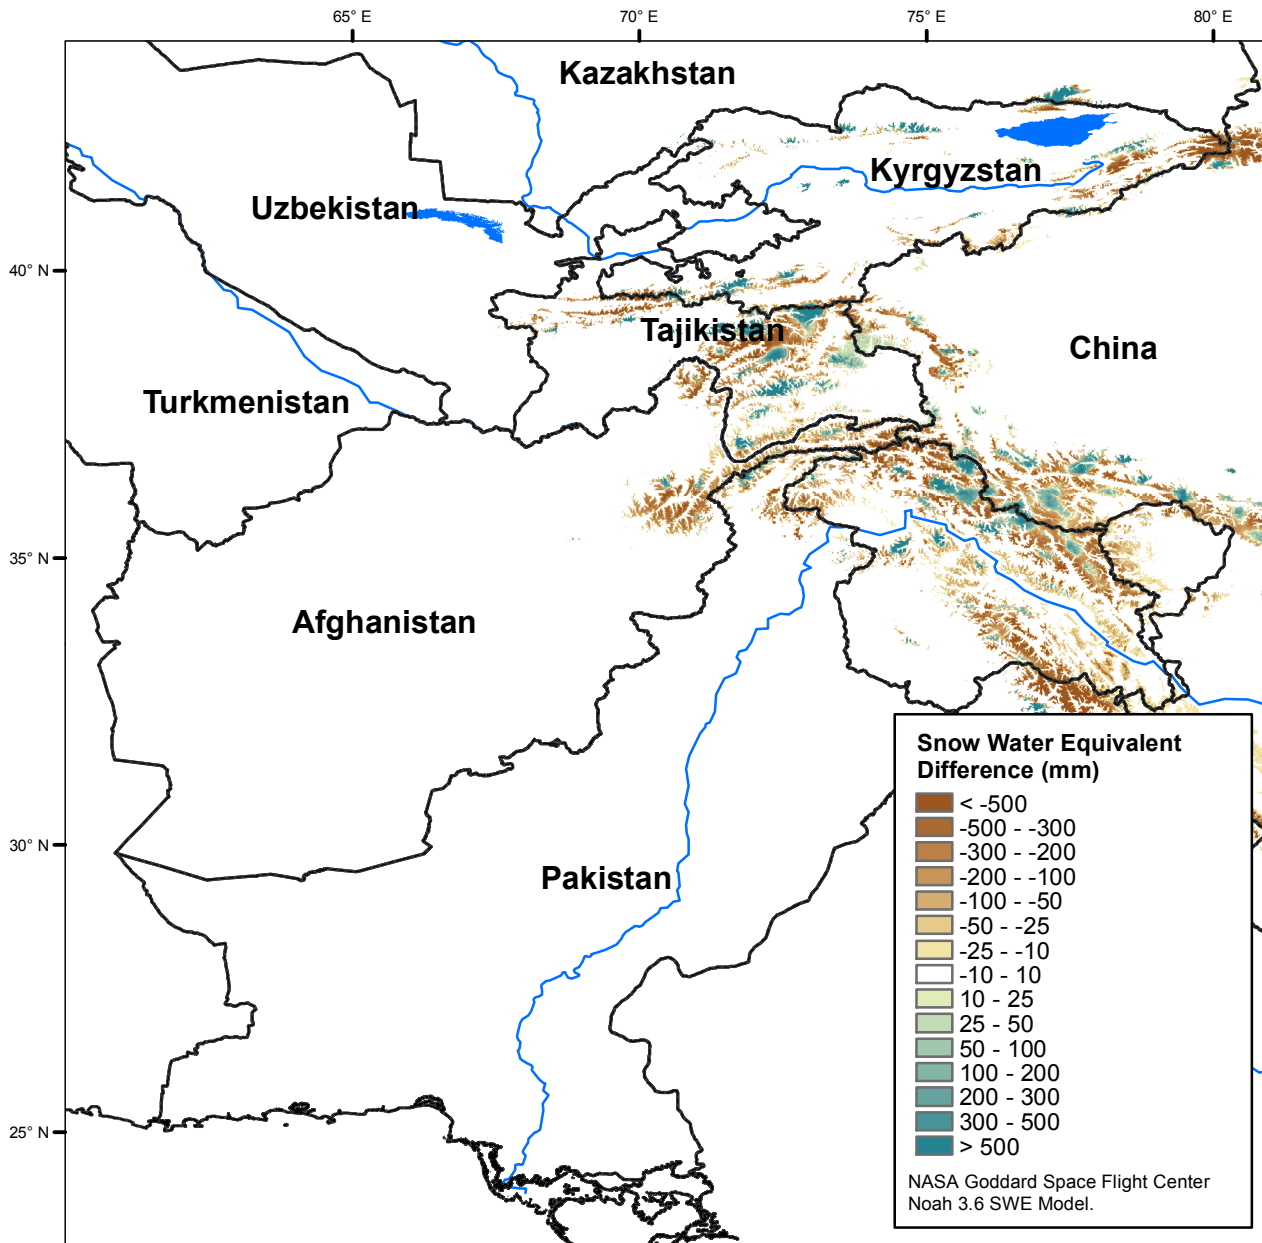 65° E
70° E
75° E
80° E
Kazakhstan
Kyrgyzstan
Uzbekistan
40° N
Tajikistan
China
Turkmenistan
35° N
Afghanistan
30° N
Pakistan
25° N
Snow Water Equivalent
Difference (mm)
< -500
-500 - -300
-300 - -200
-200 - -100
-100 - -50
-50 - -25
-25 - -10
-10 - 10
10 - 25
25 - 50
50 - 100
100 - 200
200 - 300
300 - 500
> 500
NASA Goddard Space Flight Center
Noah 3.6 SWE Model.